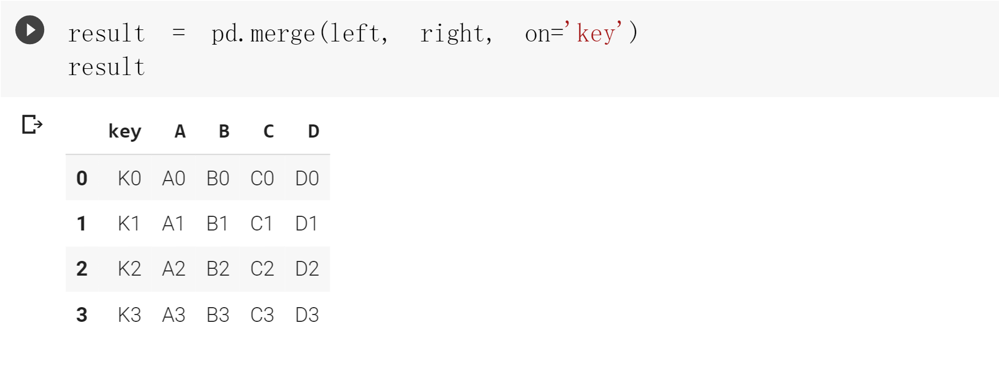 result = pd.merge(left, right, on='key')
result
key A B C D
0 K0 A0 B0 C0 D0
1 K1 A1 B1 C1 D1
2 K2 A2 B2 C2 D2
3 K3 A3 B3 C3 D3